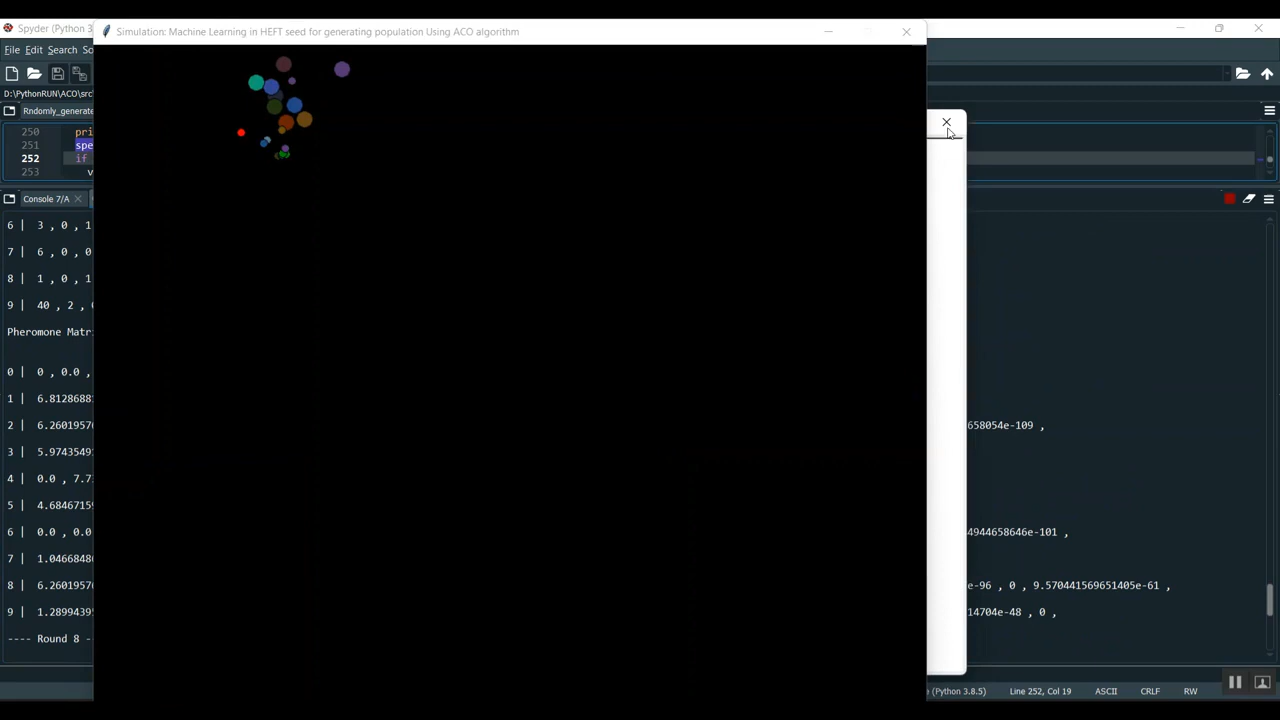 Spyder (Python 3
Simulation: Machine Learning in HEFT seed for generating population Using ACO algorithm
File Edit Search So
D:\PythonRUN\ACO\src
Rndomly_generate
250 pri
251 spe
252 if
253 v
Console 7/A
6 | 3 , 0 , 1
7 | 6 , 0 , 0
8 | 1 , 0 , 1
9 | 40 , 2 ,
Pheromone Matr
0 | 0 , 0.0 ,
1 | 6.8128688
2 | 6.2601957
658054e-109 ,
3 | 5.9743549
4 | 0.0 , 7.7
5 | 4.6846715
6 | 0.0 , 0.0
4944658646e-101 ,
7 | 1.0466848
8 | 6.2601957
e-96 , 0 , 9.570441569651405e-61 ,
9 | 1.2899439
14704e-48 , 0 ,
---- Round 8 --
e (Python 3.8.5) Line 252, Col 19 ASCII CRLF RW